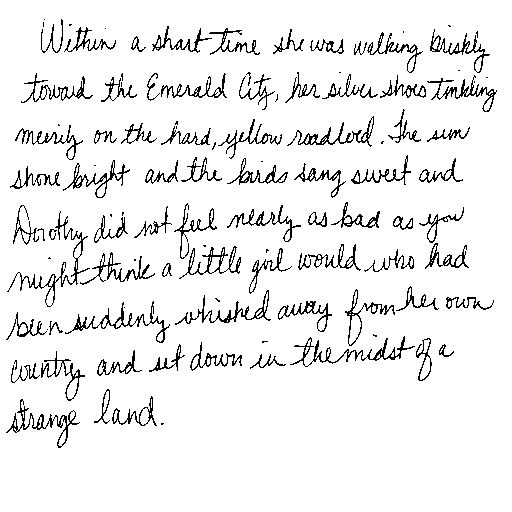 Within a short time she was walking briskly
toward the Emerald City, her silver shoes tinkling
merrily on the hard, yellow roadbed. The sun
shone bright and the birds sang sweet and
Dorothy did not feel nearly as bad as you
might think a little girl would who had
been suddenly whisked away from her own
country and set down in the midst of a
strange land.